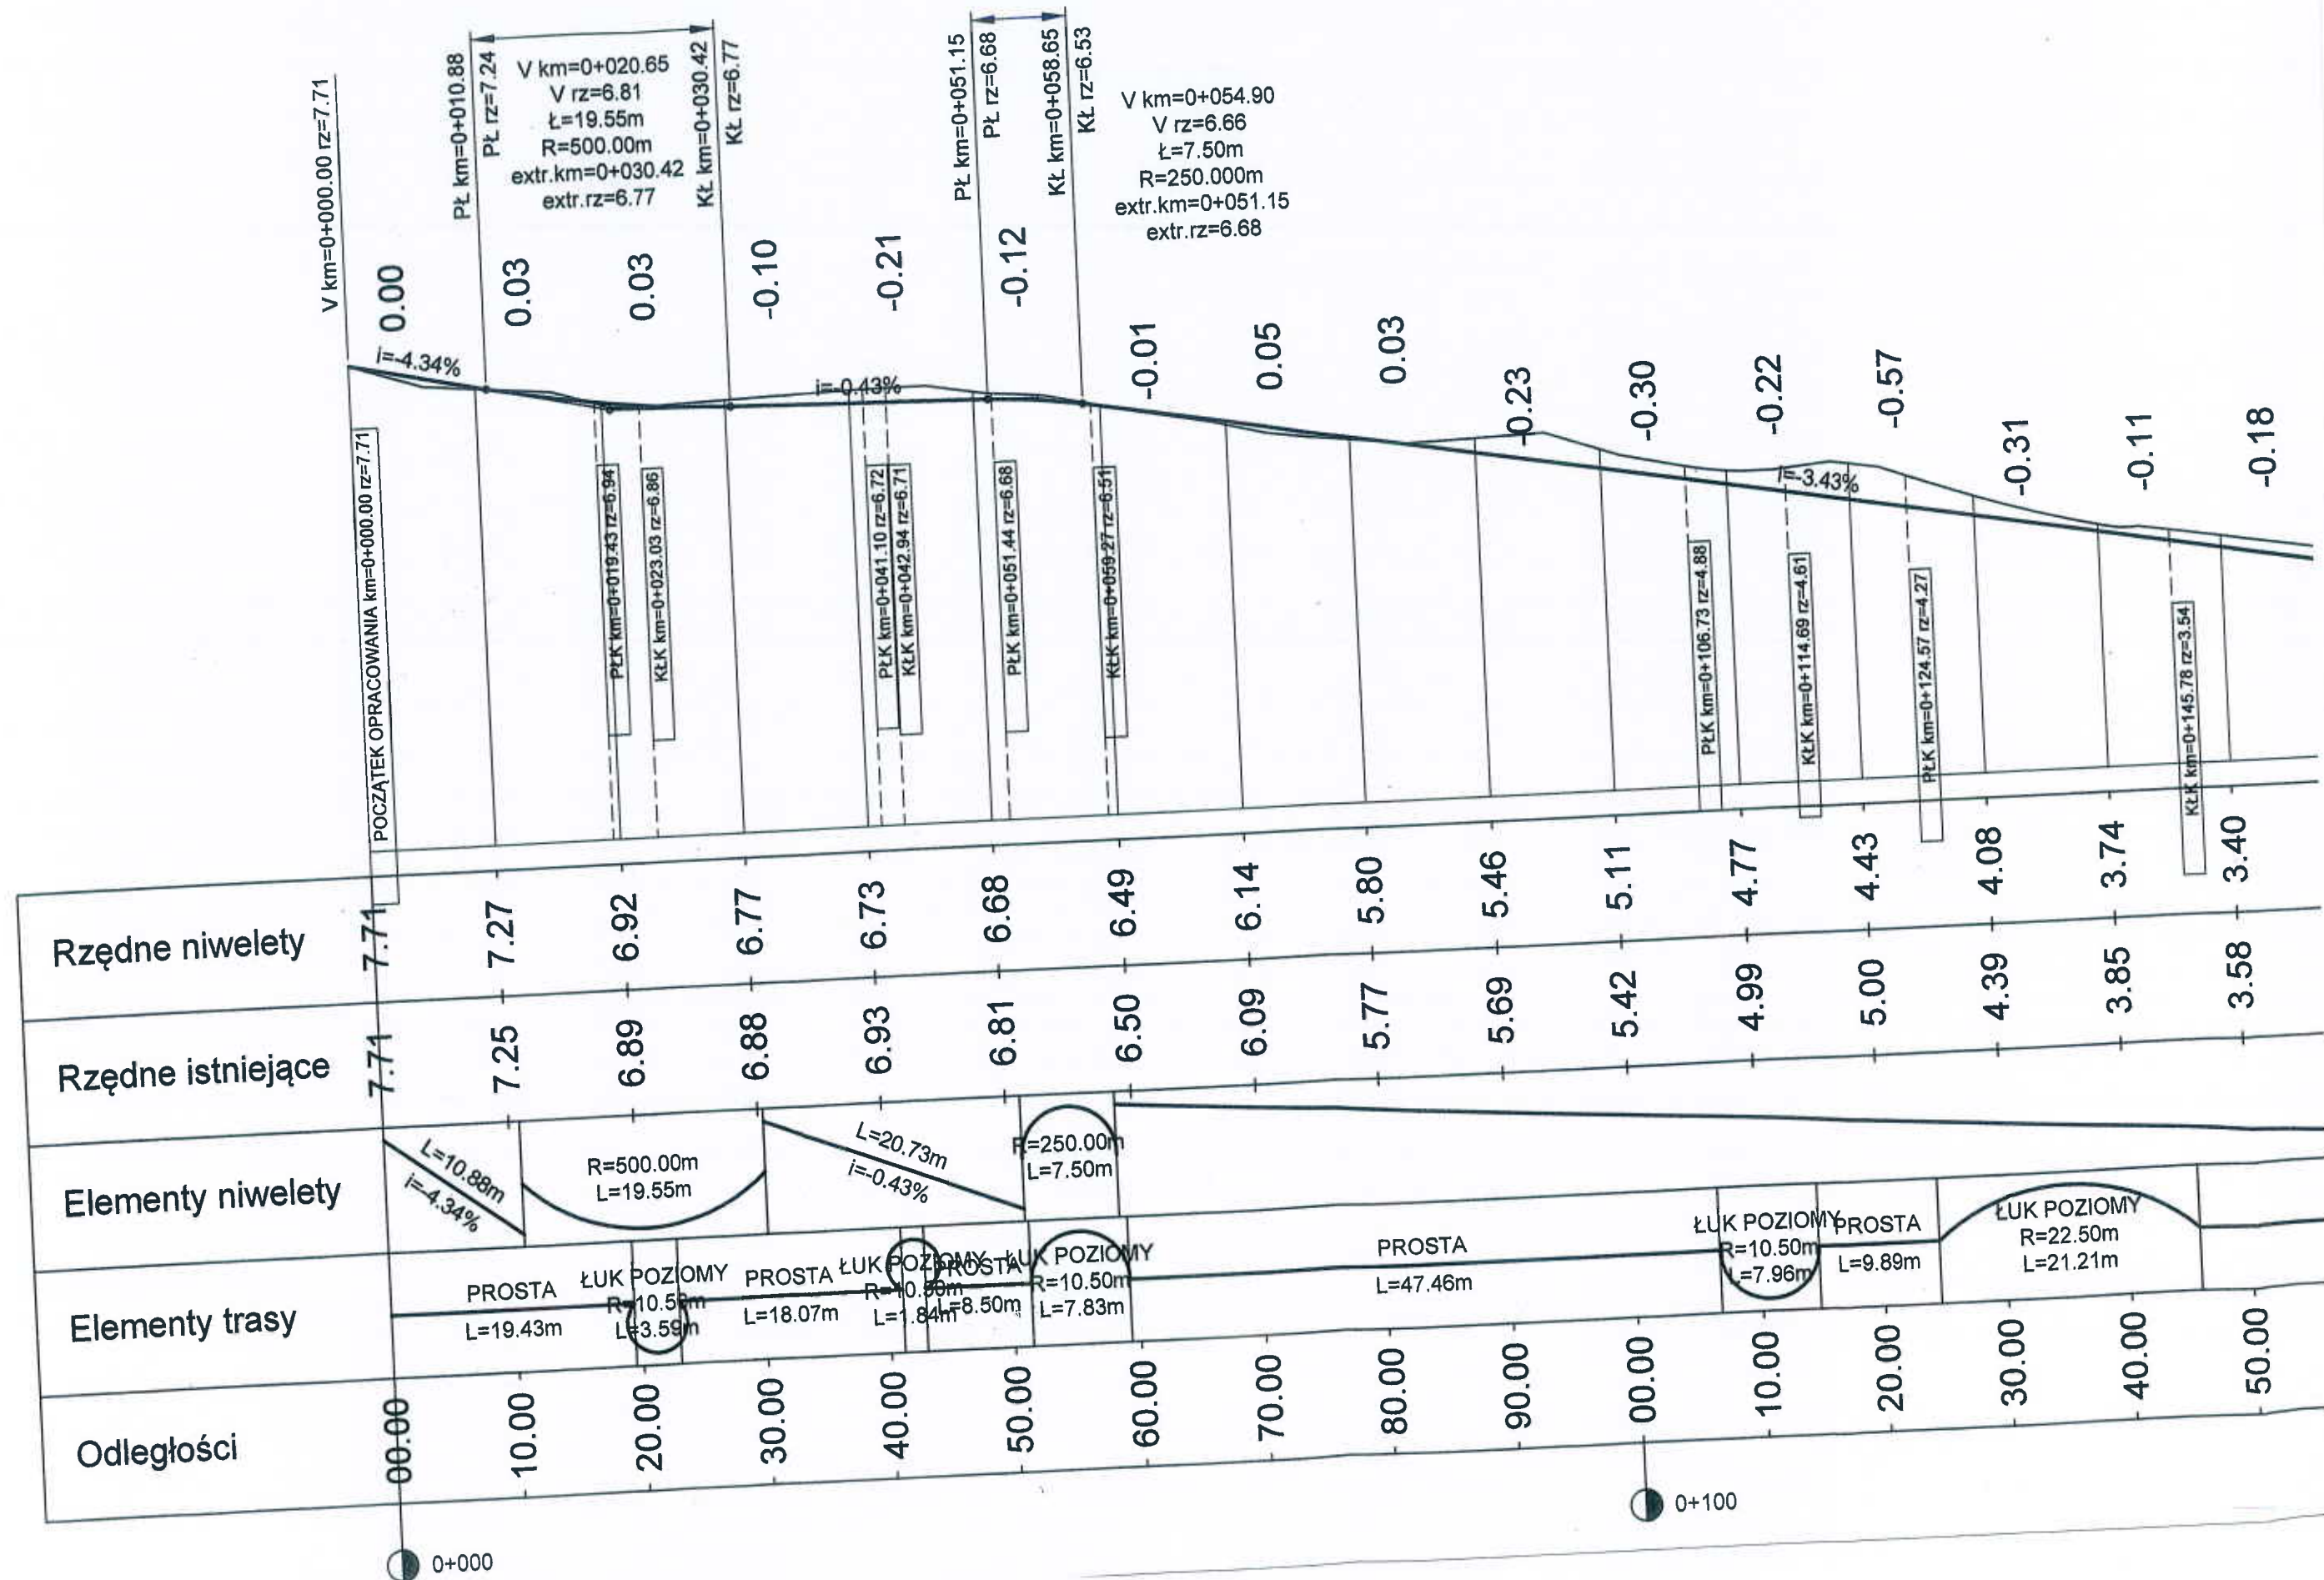 V km=0+000.00 rz=7.71
PŁ km=0+010.88
PŁ rz=7.24
V km=0+020.65
V rz=6.81
Ł=19.55m
R=500.00m
extr.km=0+030.42
extr.rz=6.77
KŁ km=0+030.42
KŁ rz=6.77
PŁ km=0+051.15
PŁ rz=6.68
KŁ km=0+058.65
KŁ rz=6.53
V km=0+054.90
V rz=6.66
Ł=7.50m
R=250.000m
extr.km=0+051.15
extr.rz=6.68
0.00 0.03 0.03 -0.10 -0.21 -0.12 -0.01 0.05 0.03 -0.23 -0.30 -0.22 -0.57 -0.31 -0.11 -0.18
i=-4.34%
i=-0.43%
i=-3.43%
POCZĄTEK OPRACOWANIA km=0+000.00 rz=7.71
PŁK km=0+019.43 rz=6.94
KŁK km=0+023.03 rz=6.86
PŁK km=0+041.10 rz=6.72
KŁK km=0+042.94 rz=6.71
PŁK km=0+051.44 rz=6.68
KŁK km=0+059.27 rz=6.51
PŁK km=0+106.73 rz=4.88
KŁK km=0+114.69 rz=4.61
PŁK km=0+124.57 rz=4.27
KŁK km=0+145.78 rz=3.54
Rzędne niwelety 7.71 7.27 6.92 6.77 6.73 6.68 6.49 6.14 5.80 5.46 5.11 4.77 4.43 4.08 3.74 3.40
Rzędne istniejące 7.71 7.25 6.89 6.88 6.93 6.81 6.50 6.09 5.77 5.69 5.42 4.99 5.00 4.39 3.85 3.58
Elementy niwelety
L=10.88m
i=-4.34%
R=500.00m
L=19.55m
L=20.73m
i=-0.43%
R=250.00m
L=7.50m
Elementy trasy
PROSTA
L=19.43m
ŁUK POZIOMY
L=3.59m
PROSTA
L=18.07m
ŁUK POZIOMY
R=10.50m
L=1.84m
PROSTA
L=8.50m
ŁUK POZIOMY
R=10.50m
L=7.83m
PROSTA
L=47.46m
ŁUK POZIOMY
R=10.50m
L=7.96m
PROSTA
L=9.89m
ŁUK POZIOMY
R=22.50m
L=21.21m
Odległości 00.00 10.00 20.00 30.00 40.00 50.00 60.00 70.00 80.00 90.00 00.00 10.00 20.00 30.00 40.00 50.00
0+000
0+100